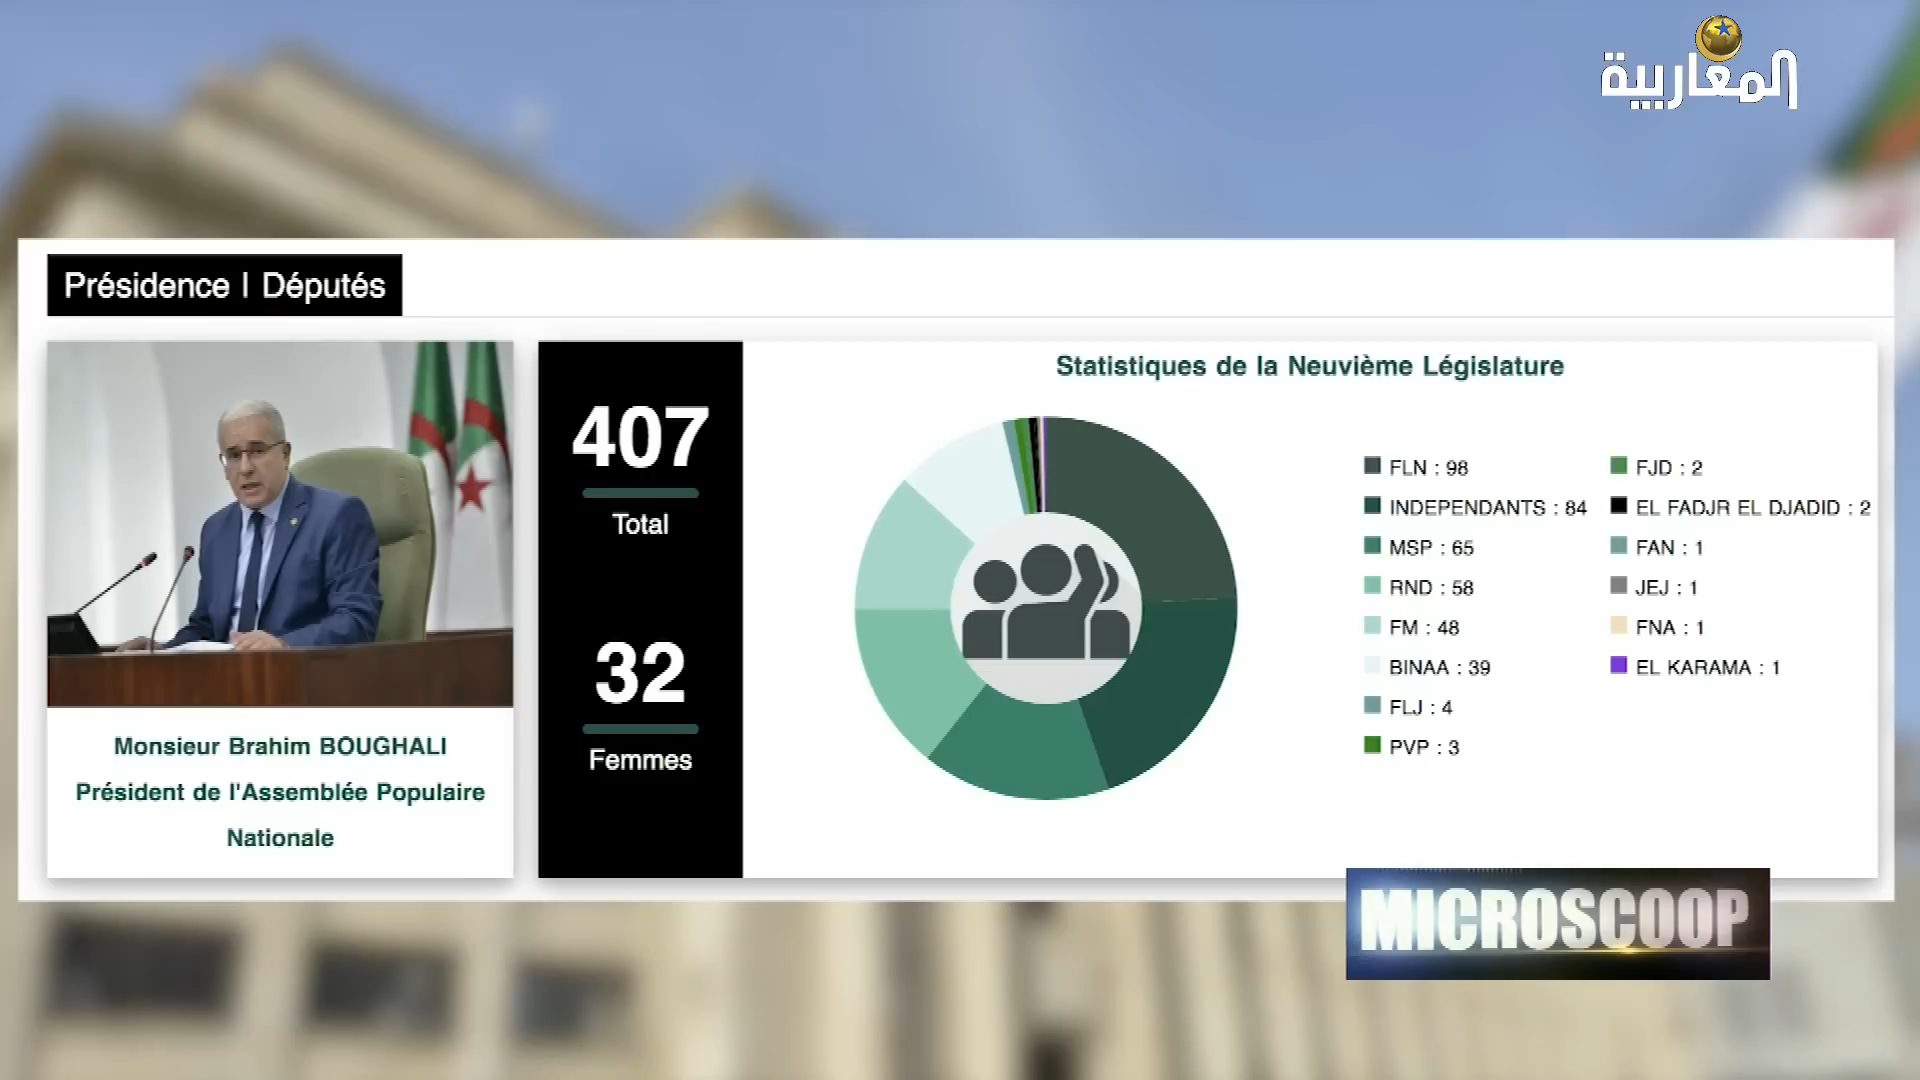 المغاربية
Présidence | Députés
Monsieur Brahim BOUGHALI
Président de l'Assemblée Populaire
Nationale
407
Total
32
Femmes
Statistiques de la Neuvième Législature
FLN : 98
INDEPENDANTS : 84
MSP : 65
RND : 58
FM : 48
BINAA : 39
FLJ : 4
PVP : 3
FJD : 2
EL FADJR EL DJADID : 2
FAN : 1
JEJ : 1
FNA : 1
EL KARAMA : 1
MICROSCOOP